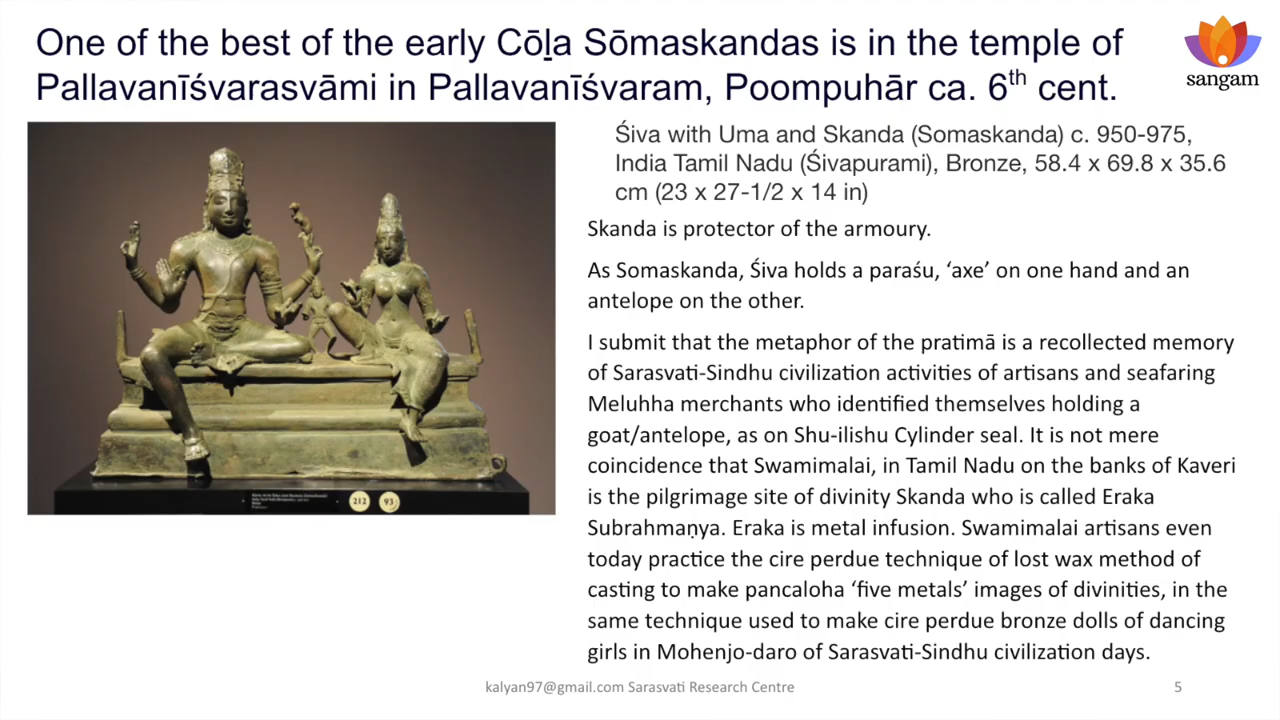 One of the best of the early Cōḻa Sōmaskandas is in the temple of
Pallavanīśvarasvāmi in Pallavanīśvaram, Poompuhār ca. 6th cent.
sangam
Śiva with Uma and Skanda (Somaskanda) c. 950-975,
India Tamil Nadu (Śivapurami), Bronze, 58.4 x 69.8 x 35.6
cm (23 x 27-1/2 x 14 in)
Skanda is protector of the armoury.
As Somaskanda, Śiva holds a paraśu, ‘axe’ on one hand and an
antelope on the other.
I submit that the metaphor of the pratimā is a recollected memory
of Sarasvati-Sindhu civilization activities of artisans and seafaring
Meluhha merchants who identified themselves holding a
goat/antelope, as on Shu-ilishu Cylinder seal. It is not mere
coincidence that Swamimalai, in Tamil Nadu on the banks of Kaveri
is the pilgrimage site of divinity Skanda who is called Eraka
Subrahmaṇya. Eraka is metal infusion. Swamimalai artisans even
today practice the cire perdue technique of lost wax method of
casting to make pancaloha ‘five metals’ images of divinities, in the
same technique used to make cire perdue bronze dolls of dancing
girls in Mohenjo-daro of Sarasvati-Sindhu civilization days.
212
93
kalyan97@gmail.com Sarasvati Research Centre
5